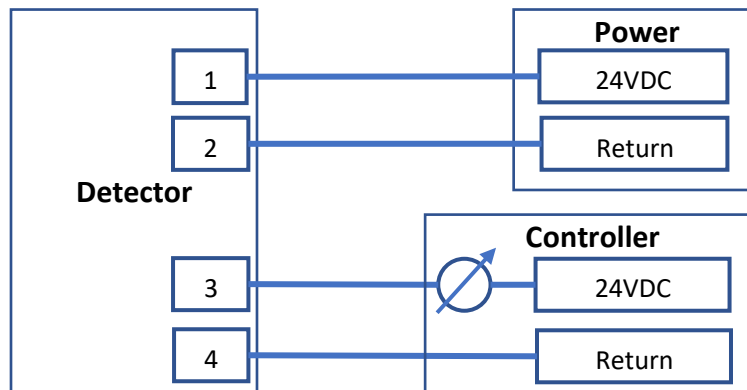 Power
1
24VDC
2
Return
Detector
Controller
3
24VDC
4
Return